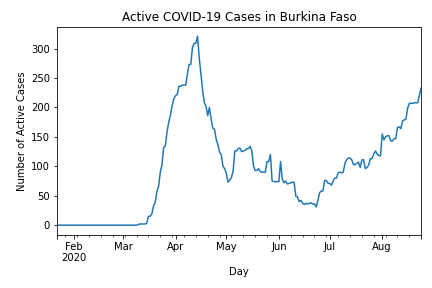 Active COVID-19 Cases in Burkina Faso
Number of Active Cases
300
250
200
150
100
50
0
Feb Mar Apr May Jun Jul Aug
2020
Day